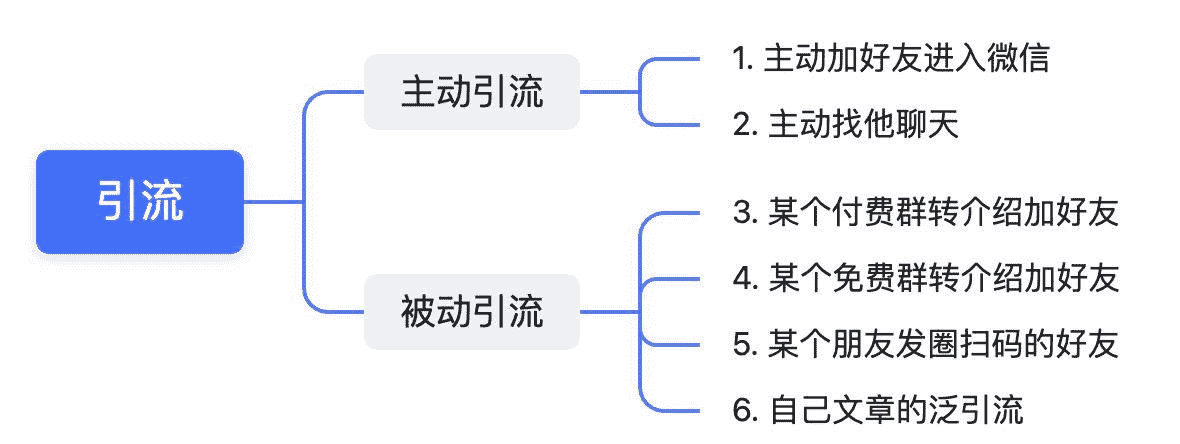 引流
主动引流
1. 主动加好友进入微信
2. 主动找他聊天
被动引流
3. 某个付费群转介绍加好友
4. 某个免费群转介绍加好友
5. 某个朋友发圈扫码的好友
6. 自己文章的泛引流